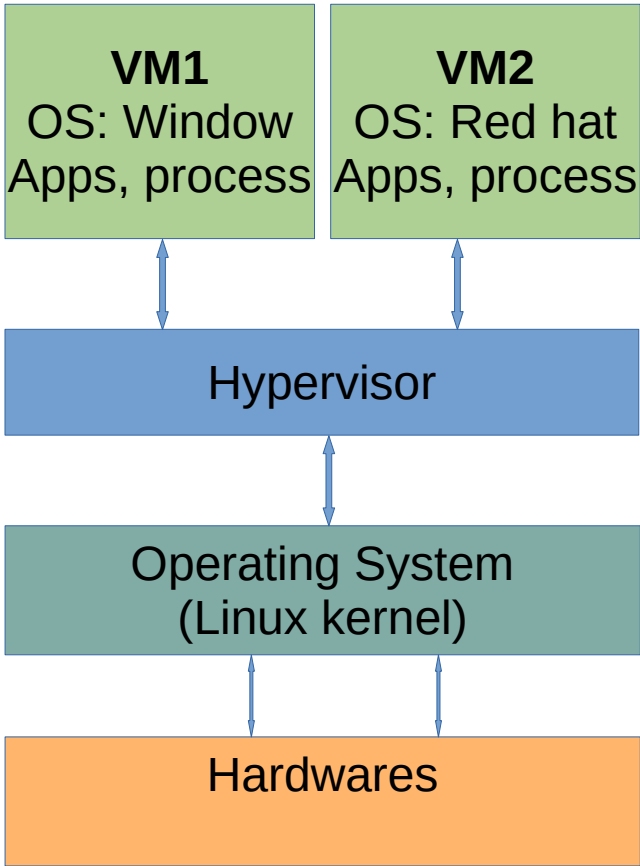 VM1
OS: Window
Apps, process
VM2
OS: Red hat
Apps, process
Hypervisor
Operating System
(Linux kernel)
Hardwares